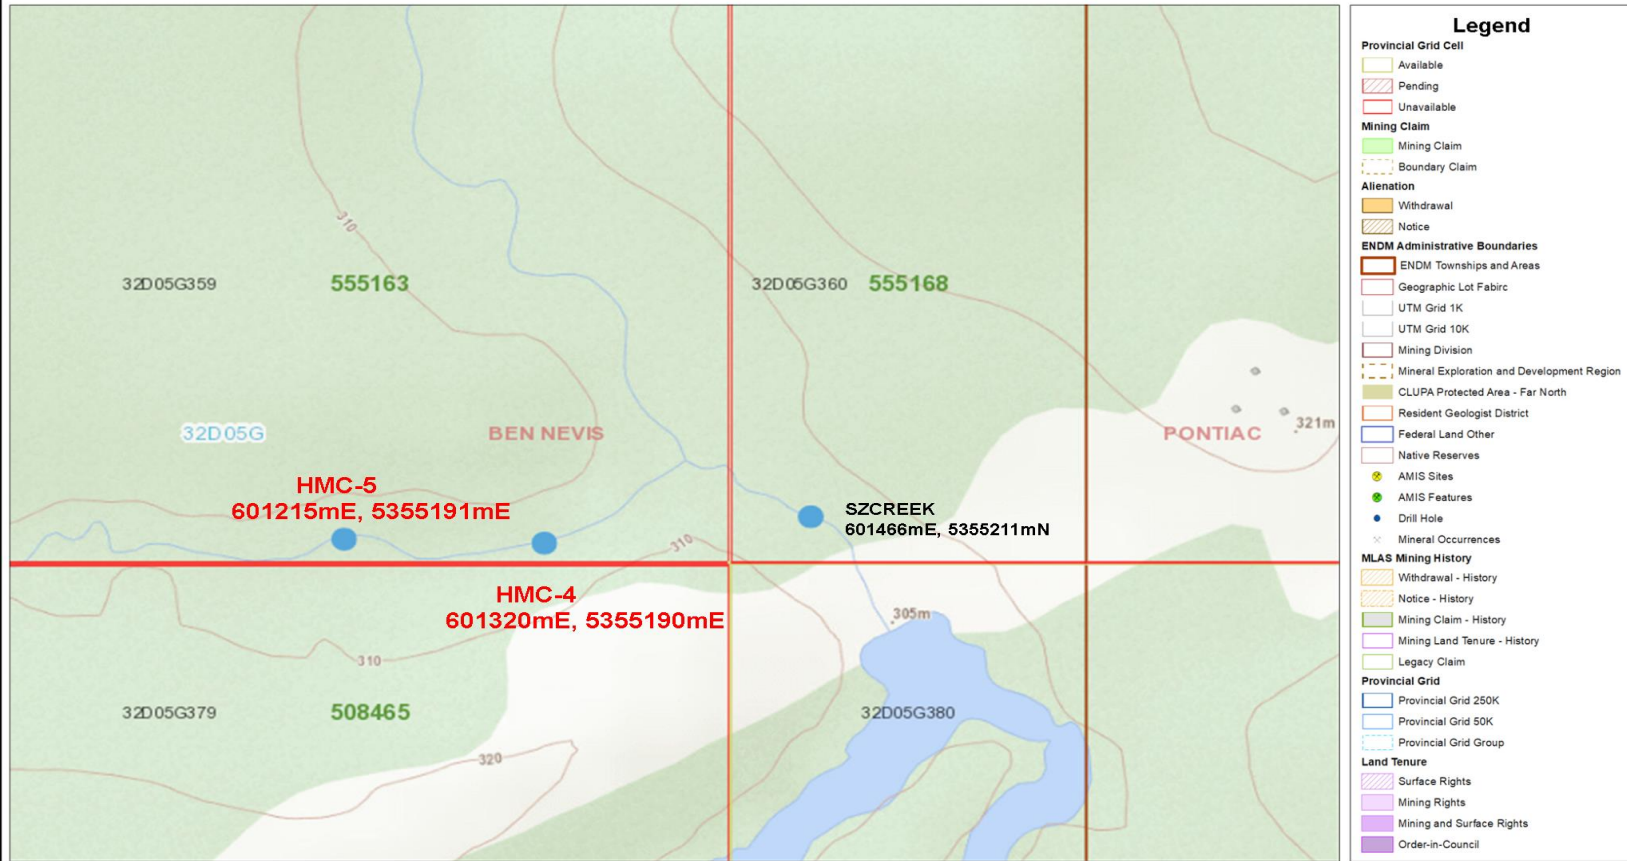 310
32D05G359
555163
32D05G360
555168
32D05G
BEN NEVIS
PONTIAC
321m
HMC-5
601215mE, 5355191mE
SZCREEK
601466mE, 5355211mN
310
HMC-4
601320mE, 5355190mE
305m
310
32D05G379
508465
32D05G380
320
Legend
Provincial Grid Cell
Available
Pending
Unavailable
Mining Claim
Mining Claim
Boundary Claim
Alienation
Withdrawal
Notice
ENDM Administrative Boundaries
ENDM Townships and Areas
Geographic Lot Fabirc
UTM Grid 1K
UTM Grid 10K
Mining Division
Mineral Exploration and Development Region
CLUPA Protected Area - Far North
Resident Geologist District
Federal Land Other
Native Reserves
AMIS Sites
AMIS Features
Drill Hole
Mineral Occurrences
MLAS Mining History
Withdrawal - History
Notice - History
Mining Claim - History
Mining Land Tenure - History
Legacy Claim
Provincial Grid
Provincial Grid 250K
Provincial Grid 50K
Provincial Grid Group
Land Tenure
Surface Rights
Mining Rights
Mining and Surface Rights
Order-in-Council